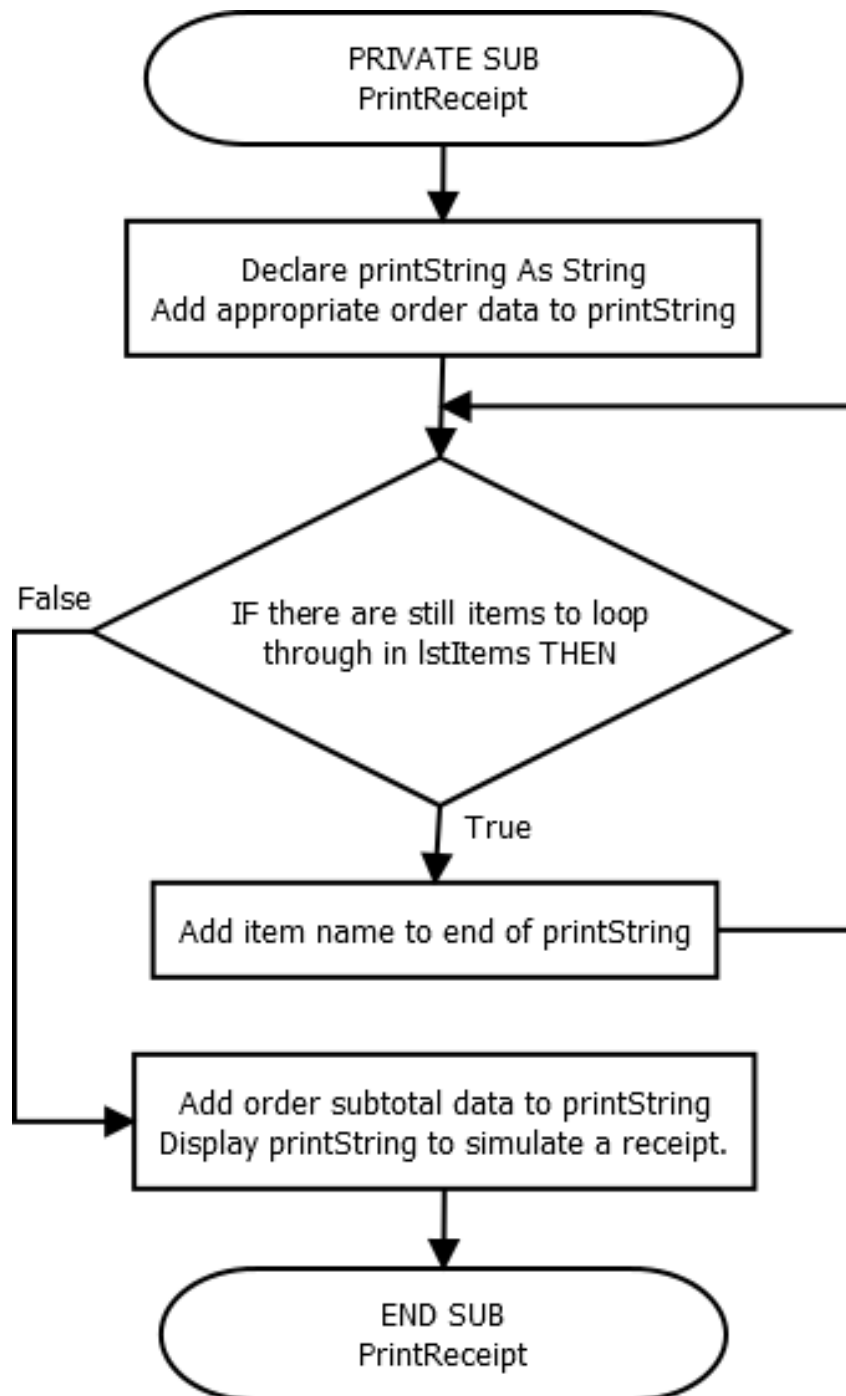 PRIVATE SUB
PrintReceipt
Declare printString As String
Add appropriate order data to printString
IF there are still items to loop
through in lstItems THEN
False
True
Add item name to end of printString
Add order subtotal data to printString
Display printString to simulate a receipt.
END SUB
PrintReceipt